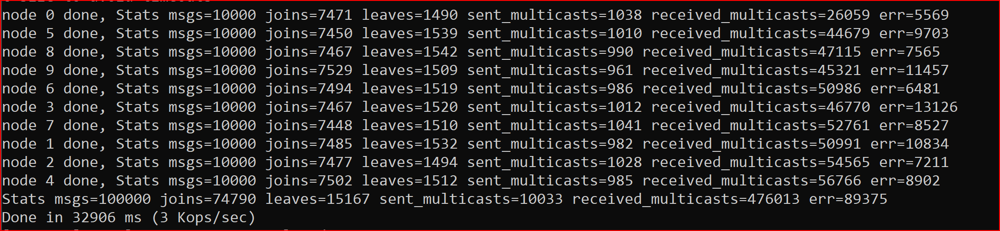 node 0 done, Stats msgs=10000 joins=7471 leaves=1490 sent_multicasts=1038 received_multicasts=26059 err=5569
node 5 done, Stats msgs=10000 joins=7450 leaves=1539 sent_multicasts=1010 received_multicasts=44679 err=9703
node 8 done, Stats msgs=10000 joins=7467 leaves=1542 sent_multicasts=990 received_multicasts=47115 err=7565
node 9 done, Stats msgs=10000 joins=7529 leaves=1509 sent_multicasts=961 received_multicasts=45321 err=11457
node 6 done, Stats msgs=10000 joins=7494 leaves=1519 sent_multicasts=986 received_multicasts=50986 err=6481
node 3 done, Stats msgs=10000 joins=7467 leaves=1520 sent_multicasts=1012 received_multicasts=46770 err=13126
node 7 done, Stats msgs=10000 joins=7448 leaves=1510 sent_multicasts=1041 received_multicasts=52761 err=8527
node 1 done, Stats msgs=10000 joins=7485 leaves=1532 sent_multicasts=982 received_multicasts=50991 err=10834
node 2 done, Stats msgs=10000 joins=7477 leaves=1494 sent_multicasts=1028 received_multicasts=54565 err=7211
node 4 done, Stats msgs=10000 joins=7502 leaves=1512 sent_multicasts=985 received_multicasts=56766 err=8902
Stats msgs=100000 joins=74790 leaves=15167 sent_multicasts=10033 received_multicasts=476013 err=89375
Done in 32906 ms (3 Kops/sec)